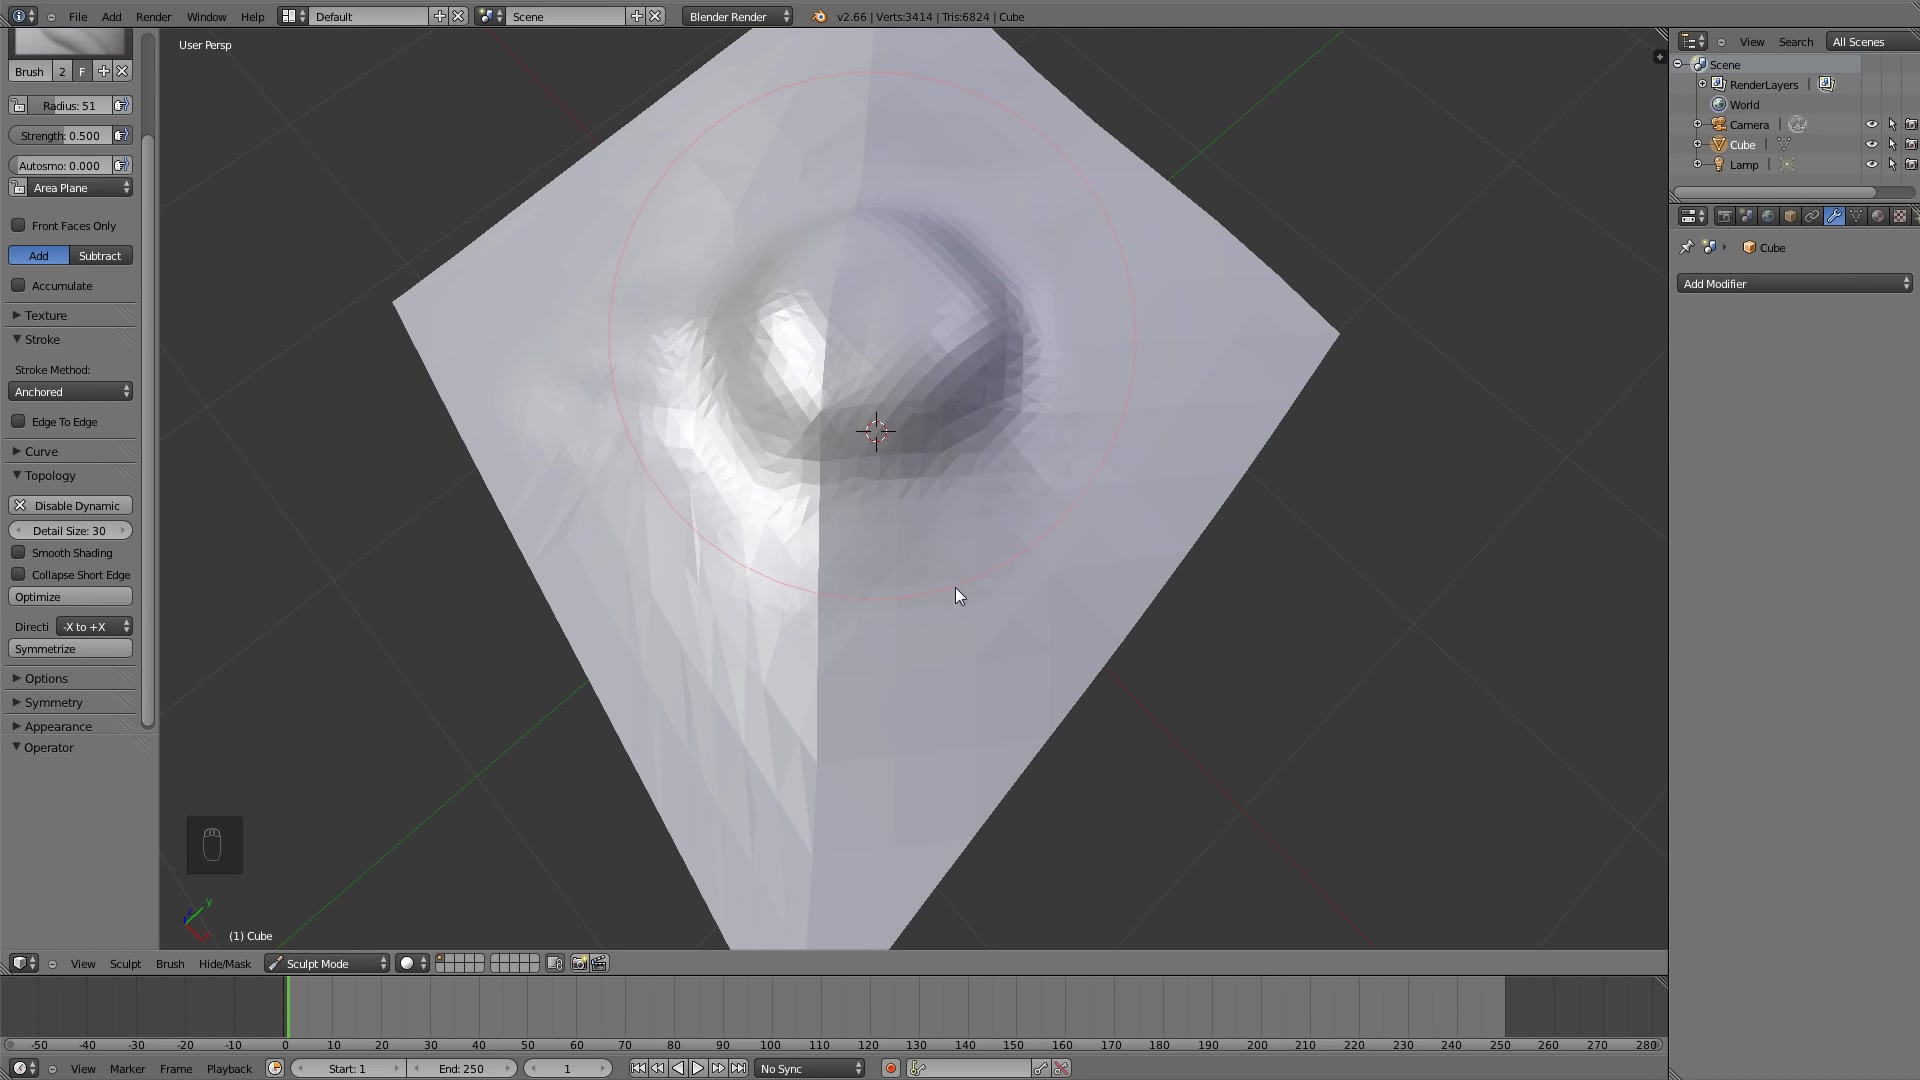 File Add Render Window Help Default Scene Blender Render v2.66 | Verts:3414 | Tris:6824 | Cube
User Persp
View Search All Scenes
Scene
RenderLayers |
World
Camera |
Cube |
Lamp |
Cube
Add Modifier
Brush 2 F
Radius: 51
Strength: 0.500
Autosmo: 0.000
Area Plane
Front Faces Only
Add Subtract
Accumulate
Texture
Stroke
Stroke Method:
Anchored
Edge To Edge
Curve
Topology
Disable Dynamic
Detail Size: 30
Smooth Shading
Collapse Short Edge
Optimize
Directi -X to +X
Symmetrize
Options
Symmetry
Appearance
Operator
y
(1) Cube
View Sculpt Brush Hide/Mask Sculpt Mode
-50 -40 -30 -20 -10 0 10 20 30 40 50 60 70 80 90 100 110 120 130 140 150 160 170 180 190 200 210 220 230 240 250 260 270 280
View Marker Frame Playback Start: 1 End: 250 1 No Sync